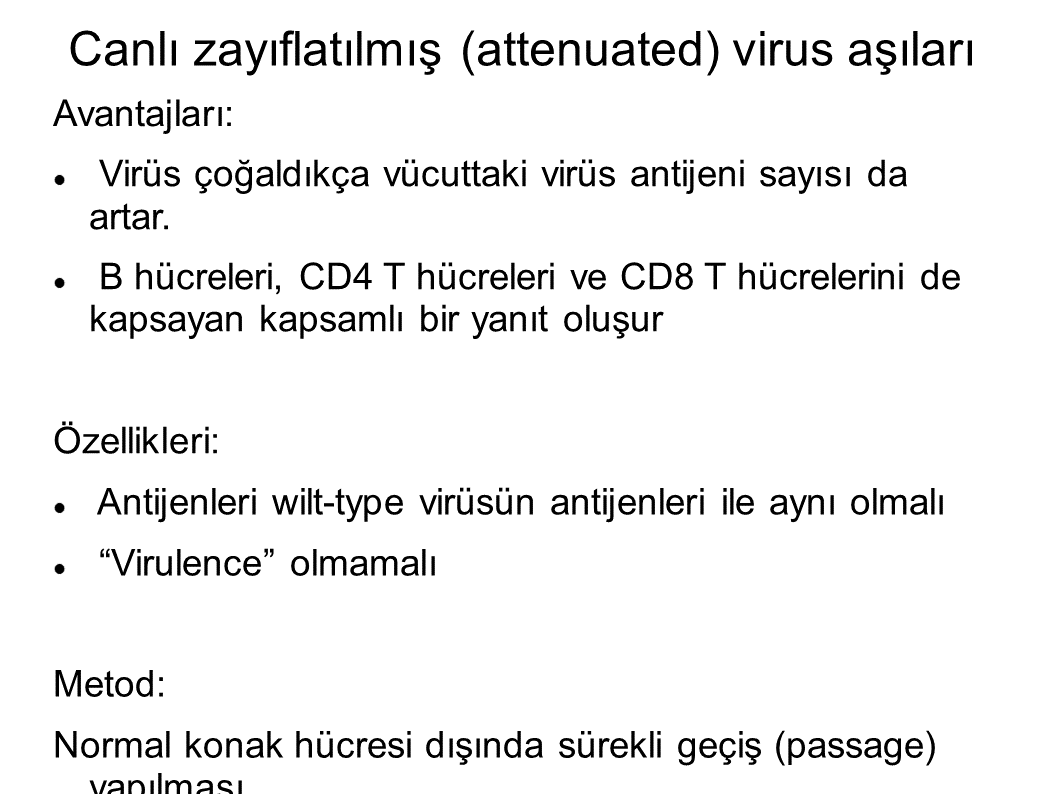 Canlı zayıflatılmış (attenuated) virus aşıları
Avantajları:
● Virüs çoğaldıkça vücuttaki virüs antijeni sayısı da
artar.
● B hücreleri, CD4 T hücreleri ve CD8 T hücrelerini de
kapsayan kapsamlı bir yanıt oluşur
Özellikleri:
● Antijenleri wilt-type virüsün antijenleri ile aynı olmalı
● “Virulence” olmamalı
Metod:
Normal konak hücresi dışında sürekli geçiş (passage)
yapılması